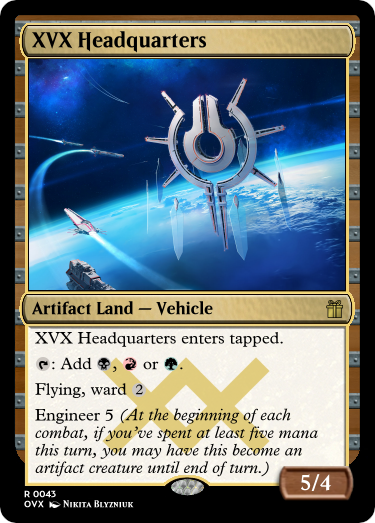 XVX Headquarters
Artifact Land — Vehicle
XVX Headquarters enters tapped.
: Add , or .
Flying, ward 2
Engineer 5 (At the beginning of each
combat, if you've spent at least five mana
this turn, you may have this become an
artifact creature until end of turn.)
5/4
R 0043
OVX Nikita Blyzniuk